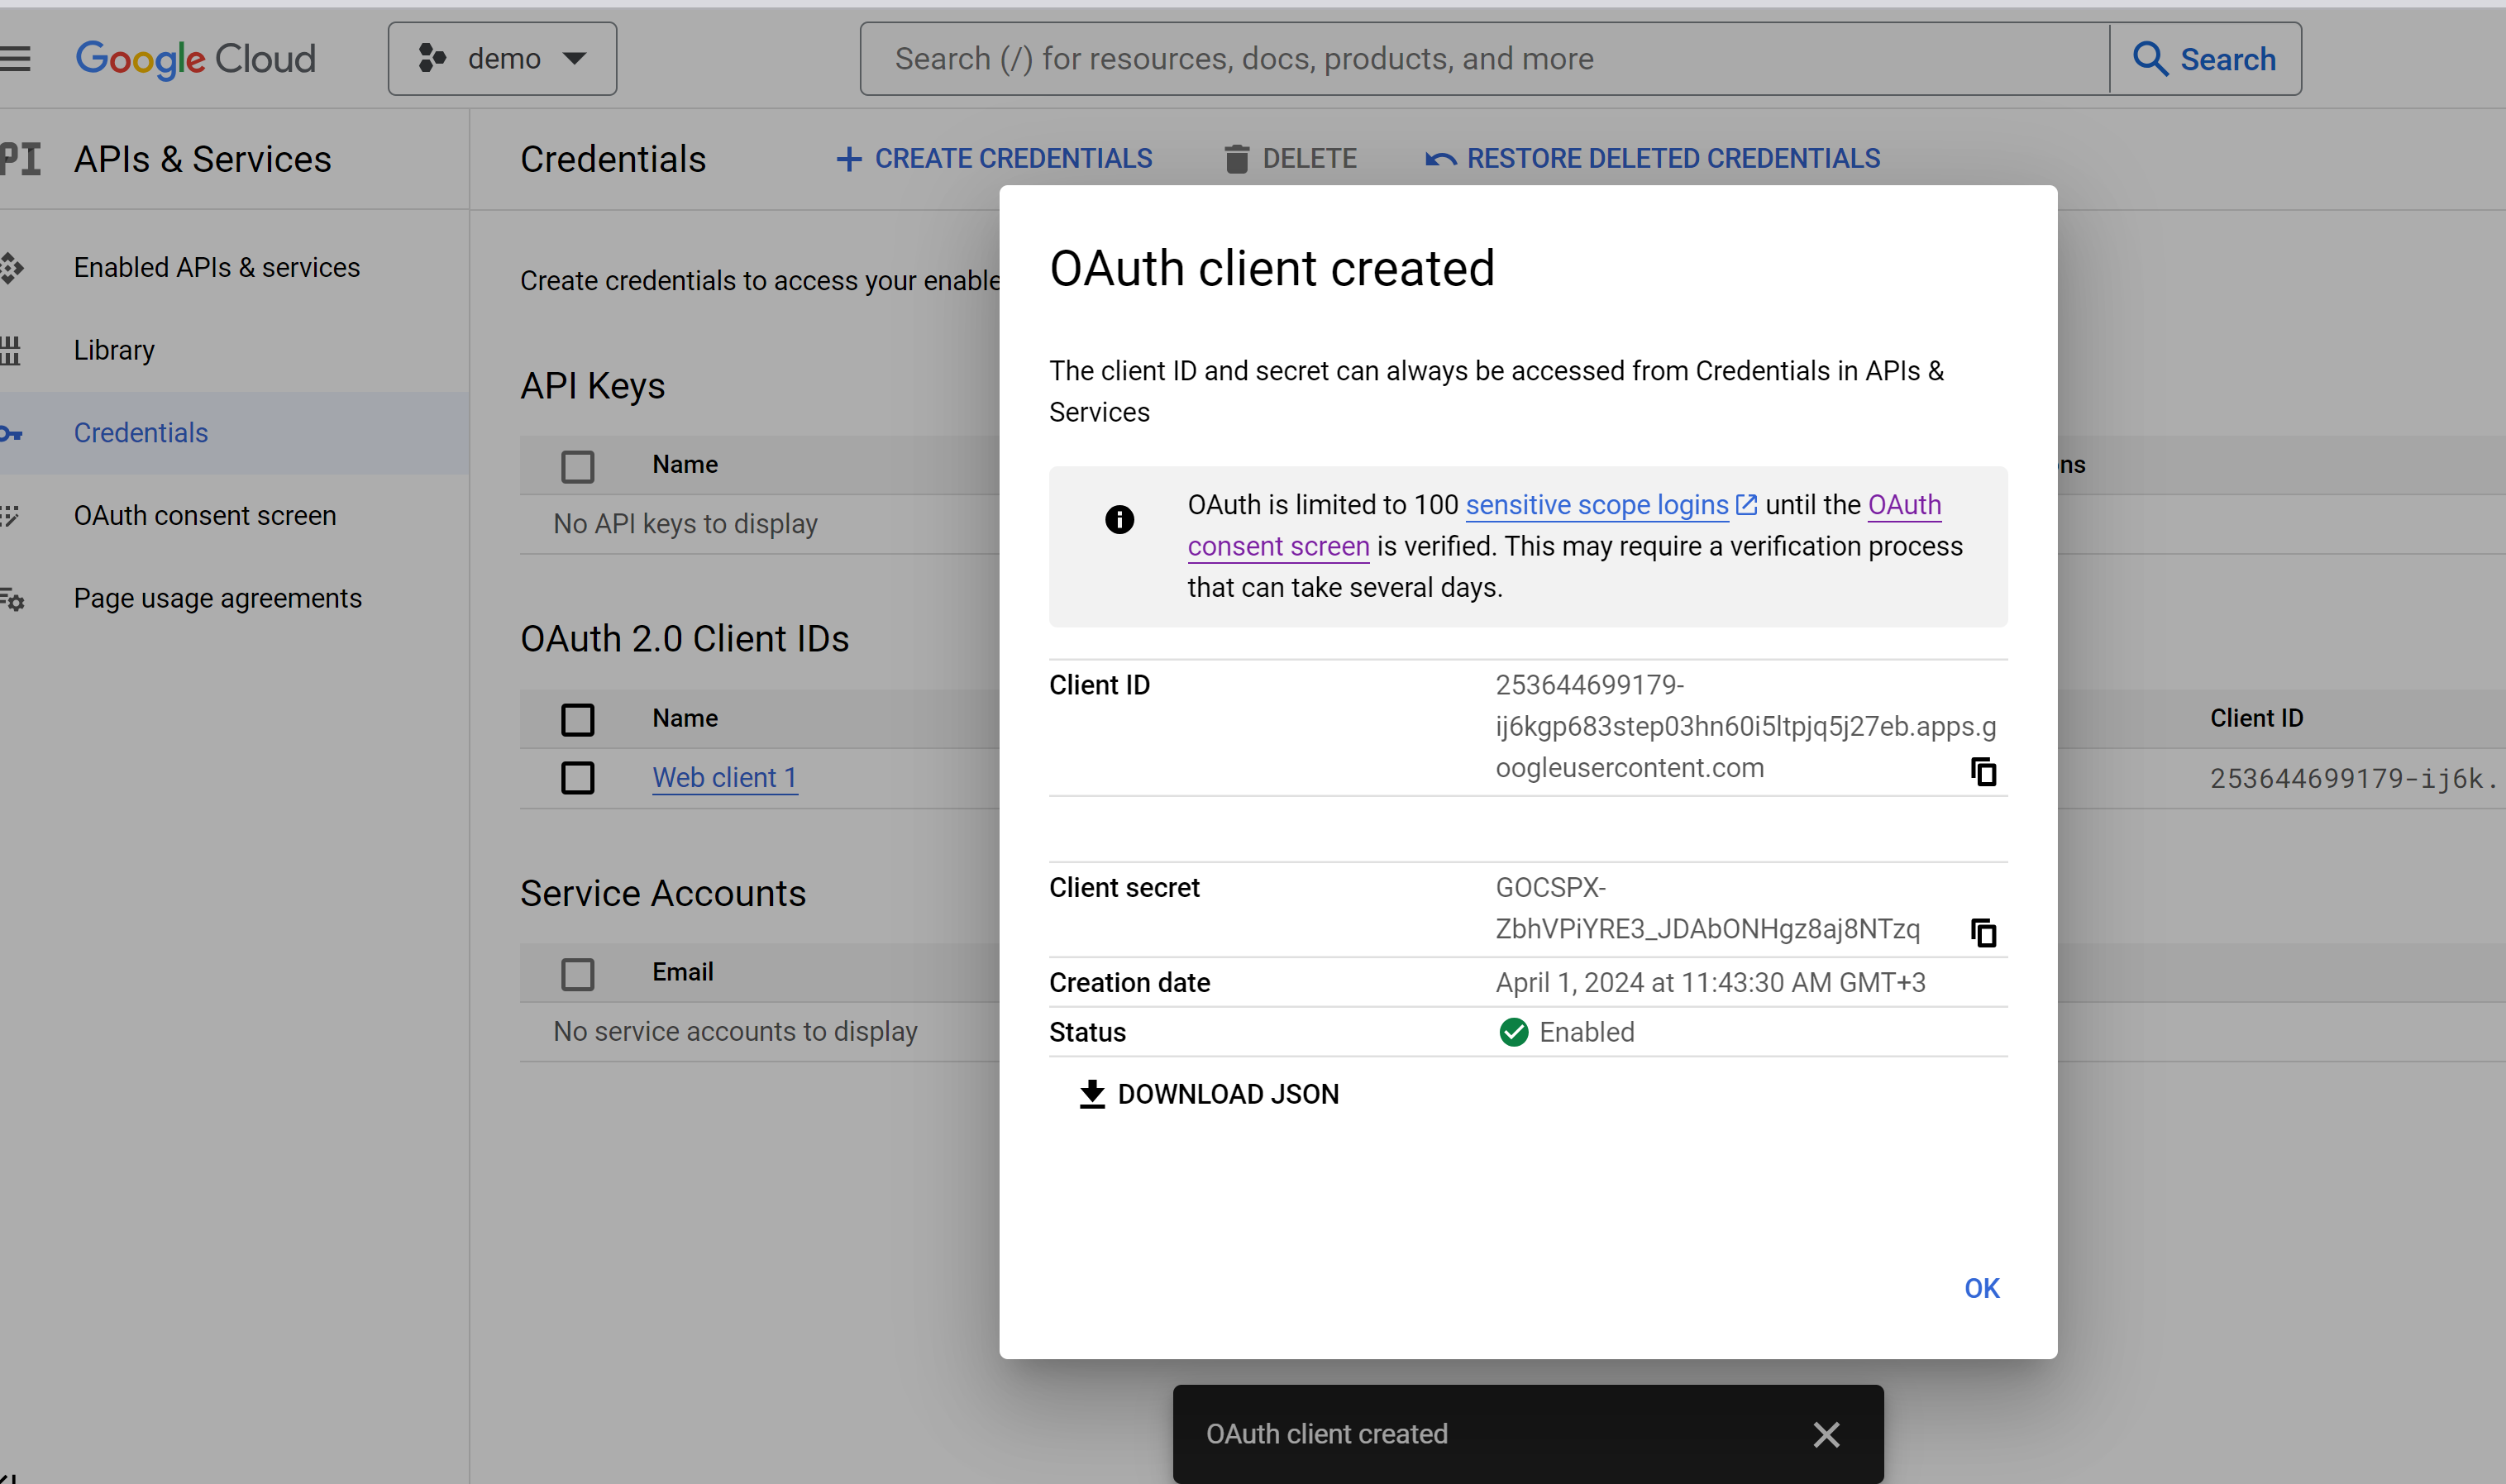 Google Cloud
demo
Search (/) for resources, docs, products, and more
Search
PI
APIs & Services
Credentials
CREATE CREDENTIALS
DELETE
RESTORE DELETED CREDENTIALS
Enabled APIs & services
Library
Credentials
OAuth consent screen
Page usage agreements
Create credentials to access your enable
API Keys
Name
ns
No API keys to display
OAuth 2.0 Client IDs
Name
Client ID
Web client 1
253644699179-ij6k.
Service Accounts
Email
No service accounts to display
OAuth client created
The client ID and secret can always be accessed from Credentials in APIs &
Services
OAuth is limited to 100 sensitive scope logins until the OAuth
consent screen is verified. This may require a verification process
that can take several days.
Client ID
253644699179-
ij6kgp683step03hn60i5ltpjq5j27eb.apps.g
oogleusercontent.com
Client secret
GOCSPX-
ZbhVPiYRE3_JDAbONHgz8aj8NTzq
Creation date
April 1, 2024 at 11:43:30 AM GMT+3
Status
Enabled
DOWNLOAD JSON
OK
OAuth client created